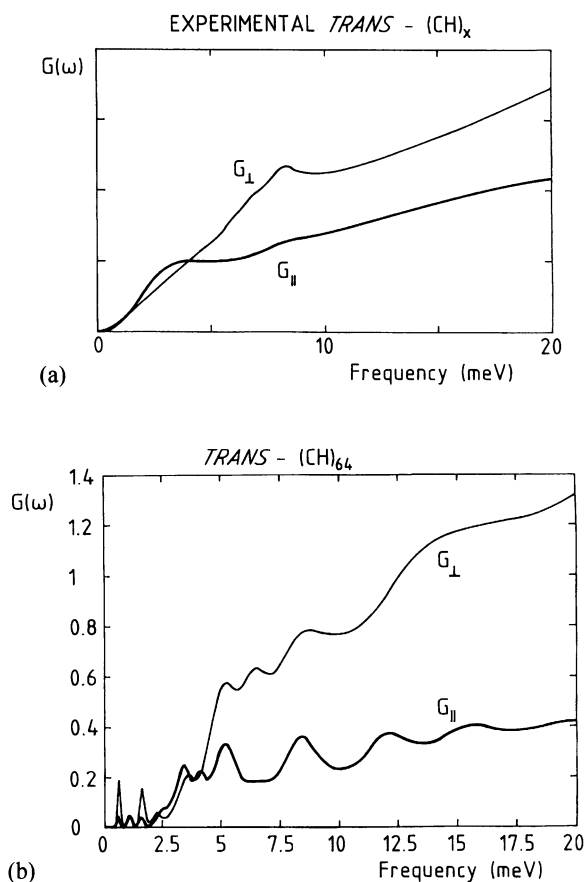 EXPERIMENTAL TRANS - (CH)x
G(ω)
G⊥
G∥
0 10 20
(a)
Frequency (meV)
TRANS - (CH)64
1.4
G(ω)
1.2
G⊥
1
0.8
0.6
G∥
0.4
0.2
0
0 2.5 5 7.5 10 12.5 15 17.5 20
(b)
Frequency (meV)